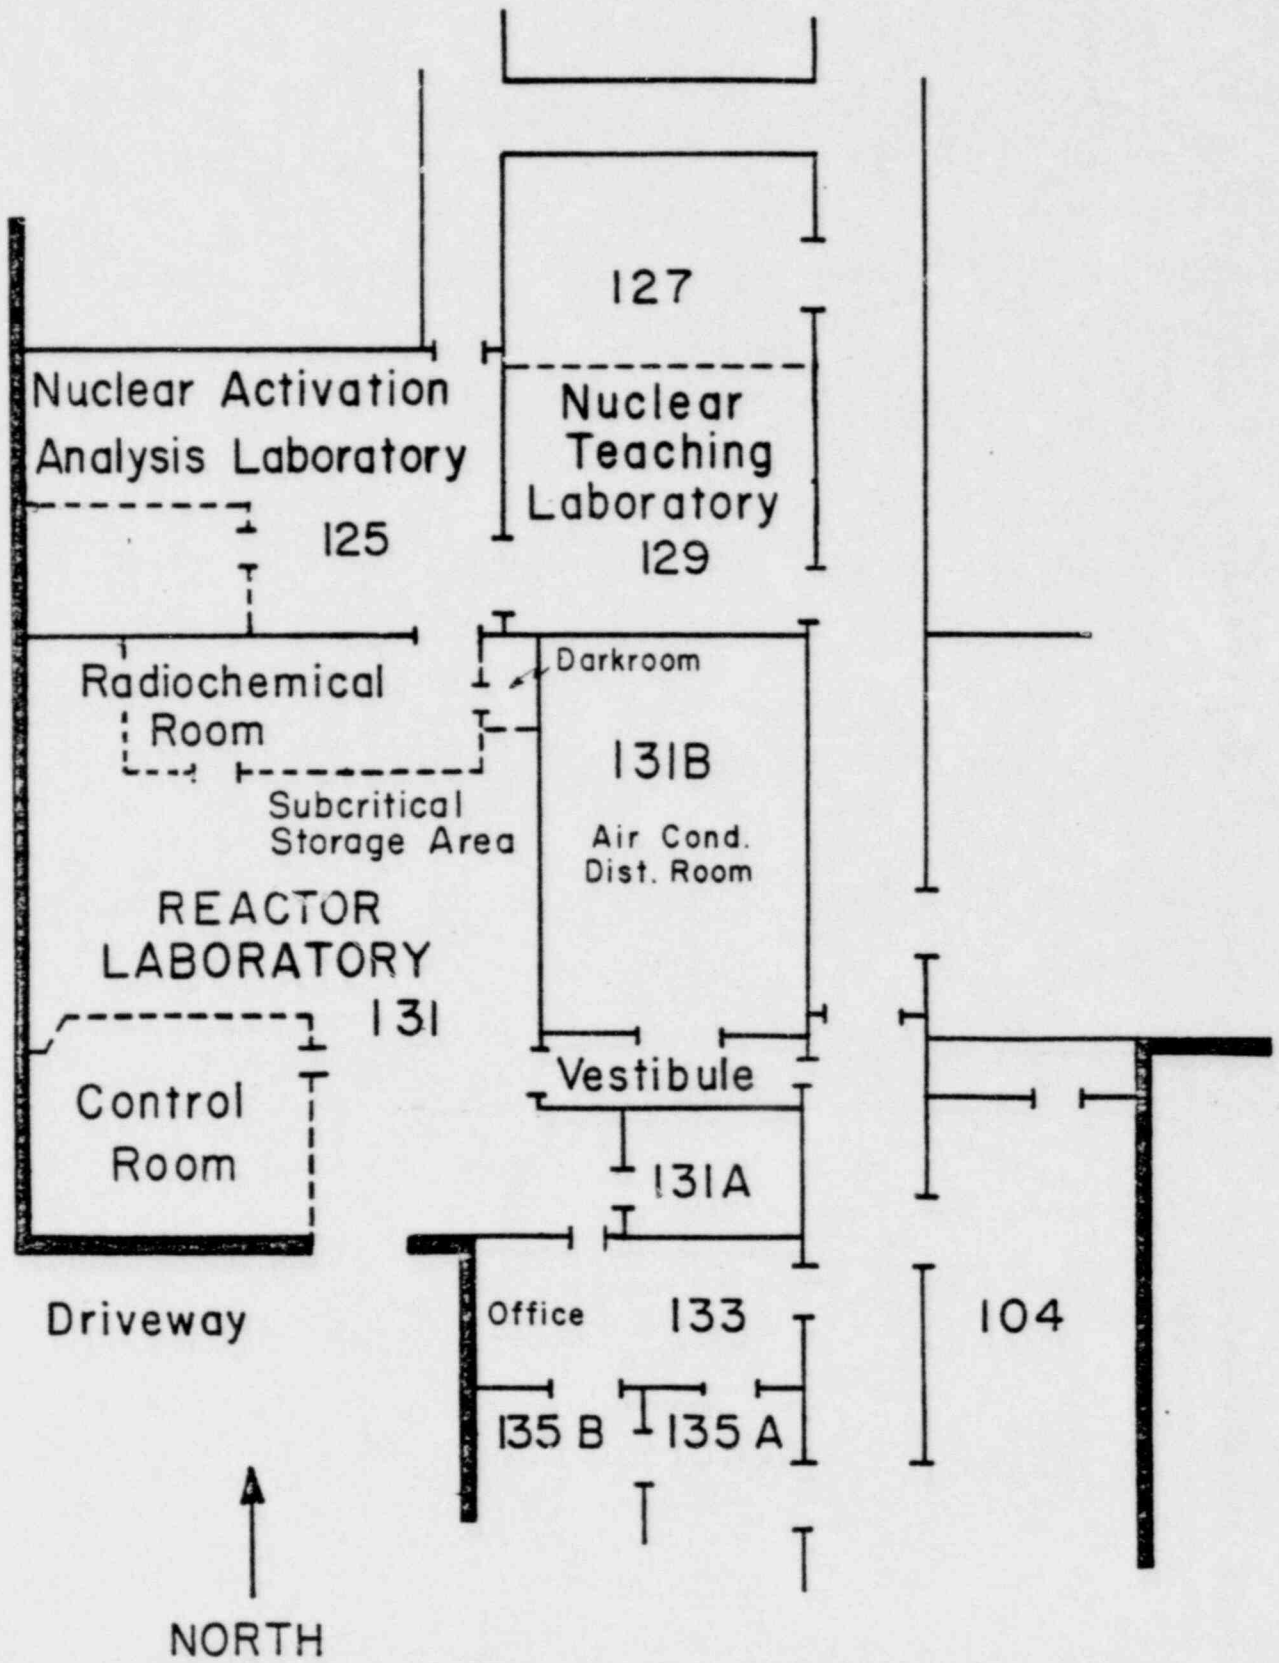 127
Nuclear Activation
Analysis Laboratory
125
Nuclear
Teaching
Laboratory
129
Radiochemical
Room
Darkroom
131B
Air Cond.
Dist. Room
Subcritical
Storage Area
REACTOR
LABORATORY
131
Control
Room
Vestibule
131A
Driveway
Office
133
104
135 B
135 A
NORTH